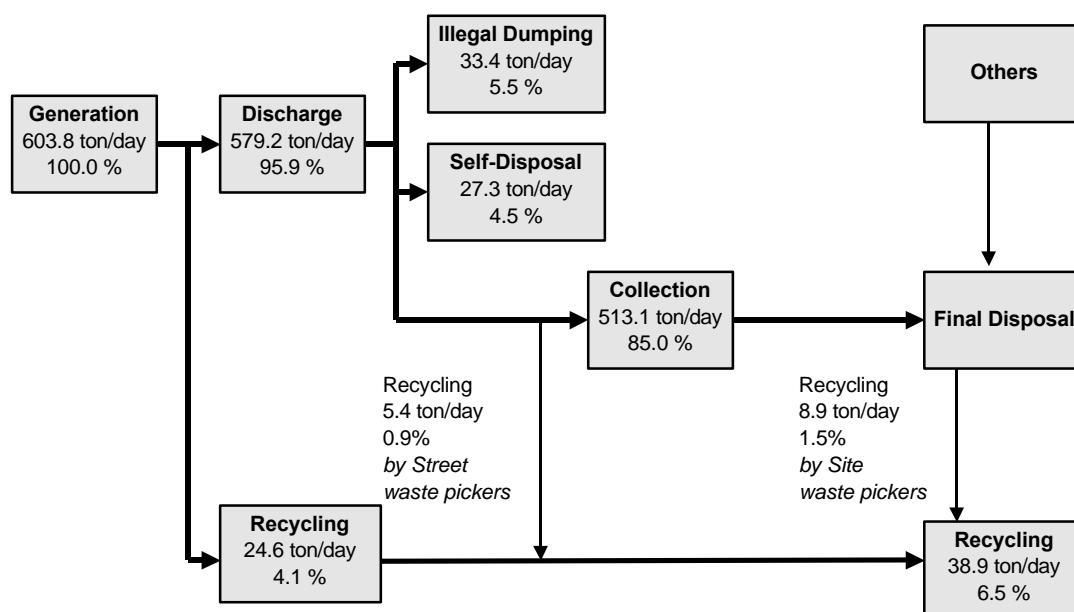 Illegal Dumping
33.4 ton/day
5.5 %
Others
Generation
603.8 ton/day
100.0 %
Discharge
579.2 ton/day
95.9 %
Self-Disposal
27.3 ton/day
4.5 %
Collection
513.1 ton/day
85.0 %
Final Disposal
Recycling
5.4 ton/day
0.9%
by Street
waste pickers
Recycling
8.9 ton/day
1.5%
by Site
waste pickers
Recycling
24.6 ton/day
4.1 %
Recycling
38.9 ton/day
6.5 %